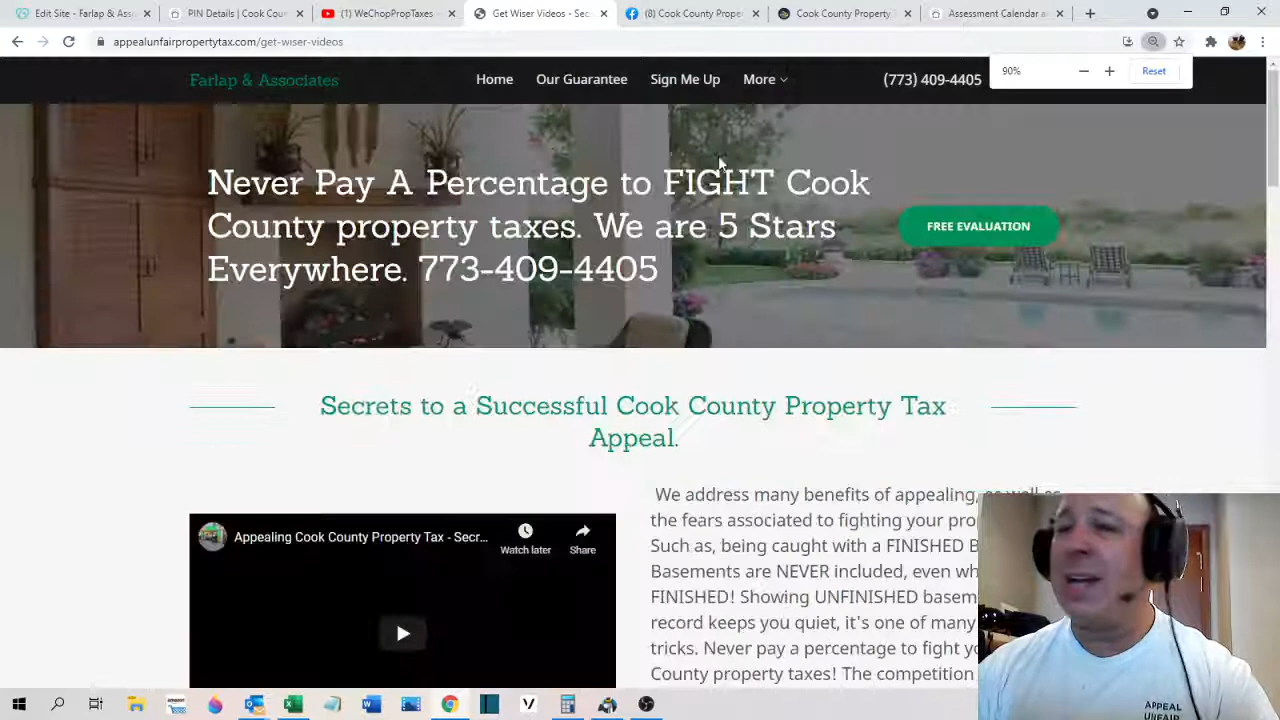 Edit Site - Farlap & Ass
PIN Details | Cook Coun
(1) WeChopPropTaxes
Get Wiser Videos - Sec
(8) Cook County Proper
Cook County Property
Assessment Calendar a
appealunfairpropertytax.com/get-wiser-videos
90%
Reset
Farlap & Associates
Home
Our Guarantee
Sign Me Up
More
(773) 409-4405
Never Pay A Percentage to FIGHT Cook
County property taxes. We are 5 Stars
Everywhere. 773-409-4405
FREE EVALUATION
Secrets to a Successful Cook County Property Tax
Appeal.
Appealing Cook County Property Tax - Secr...
Watch later
Share
We address many benefits of appealing, as well as
the fears associated to fighting your pro
Such as, being caught with a FINISHED B
Basements are NEVER included, even wh
FINISHED! Showing UNFINISHED basem
record keeps you quiet, it's one of many
tricks. Never pay a percentage to fight yo
County property taxes! The competition
APPEAL
UNFAIR